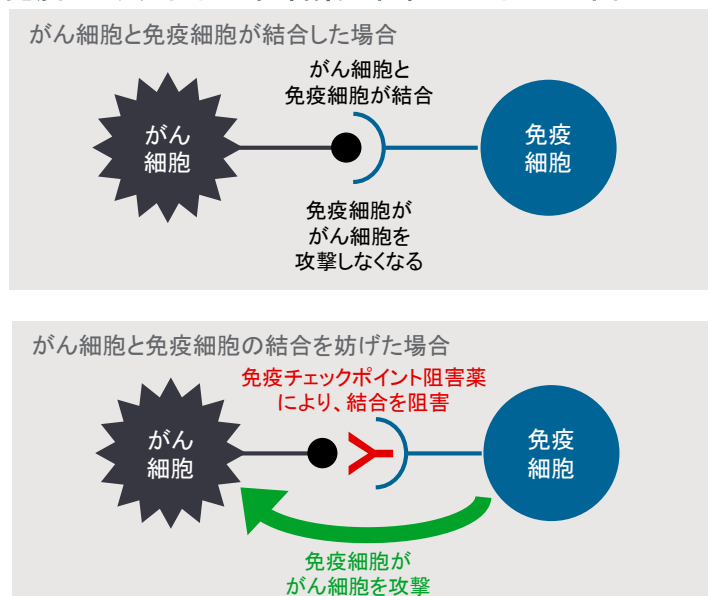 がん細胞と免疫細胞が結合した場合
がん細胞と
免疫細胞が結合
がん
細胞
免疫
細胞
免疫細胞が
がん細胞を
攻撃しなくなる
がん細胞と免疫細胞の結合を妨げた場合
免疫チェックポイント阻害薬
により、結合を阻害
がん
細胞
免疫
細胞
免疫細胞が
がん細胞を攻撃